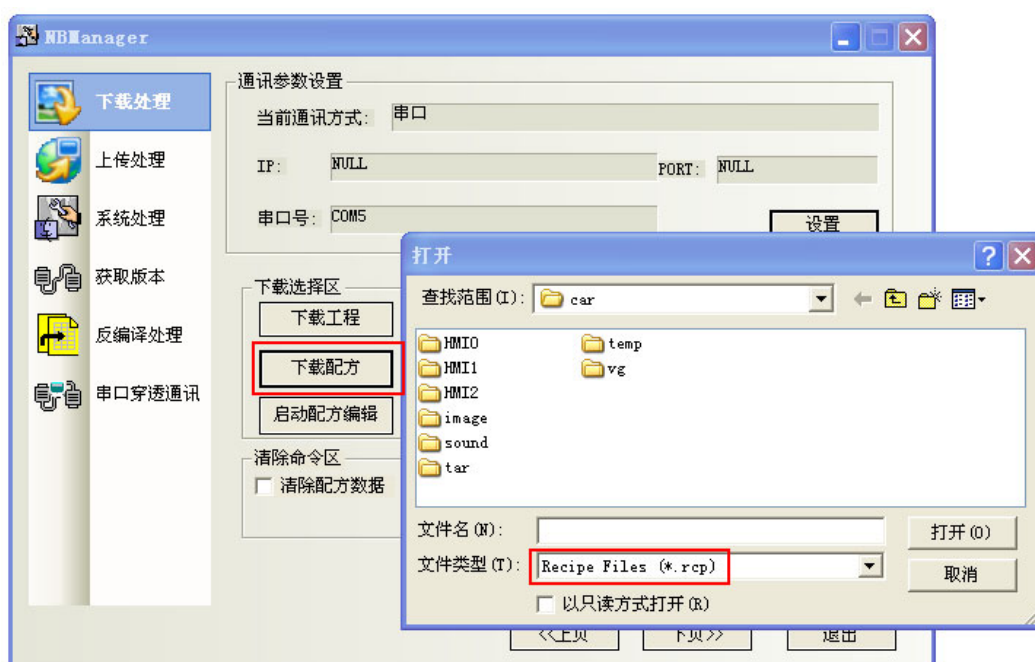 NBManager
下载处理
上传处理
系统处理
获取版本
反编译处理
串口穿透通讯
通讯参数设置
当前通讯方式: 串口
IP: NULL PORT: NULL
串口号: COM5
设置
下载选择区
下载工程
下载配方
启动配方编辑
清除命令区
清除配方数据
打开
查找范围(I): car
HMI0
HMI1
HMI2
image
sound
tar
temp
vg
文件名(N):
打开(O)
文件类型(T): Recipe Files (*.rcp)
取消
以只读方式打开(R)
<<上页 下页>> 退出